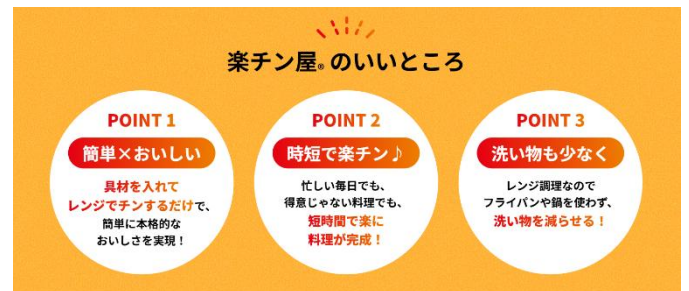 楽チン屋® のいいところ
POINT 1
簡単×おいしい
具材を入れて
レンジでチンするだけで、
簡単に本格的な
おいしさを実現！
POINT 2
時短で楽チン♪
忙しい毎日でも、
得意じゃない料理でも、
短時間で楽に
料理が完成！
POINT 3
洗い物も少なく
レンジ調理なので
フライパンや鍋を使わず、
洗い物を減らせる！